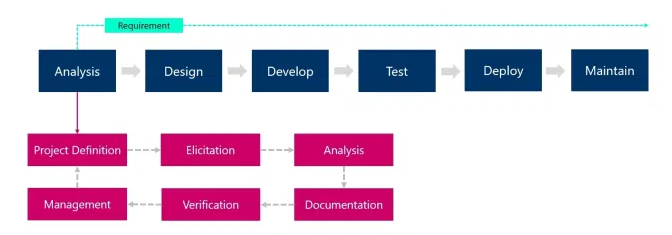 Requirement
Analysis
Design
Develop
Test
Deploy
Maintain
Project Definition
Elicitation
Analysis
Management
Verification
Documentation